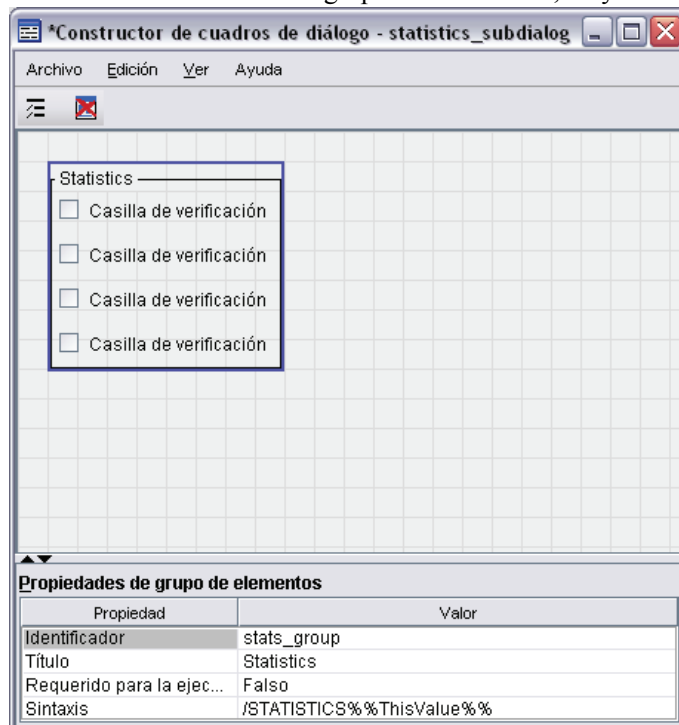 *Constructor de cuadros de diálogo - statistics_subdialog
Archivo Edición Ver Ayuda
Statistics
Casilla de verificación
Casilla de verificación
Casilla de verificación
Casilla de verificación
Propiedades de grupo de elementos
Propiedad Valor
Identificador stats_group
Título Statistics
Requerido para la ejec... Falso
Sintaxis /STATISTICS%%ThisValue%%